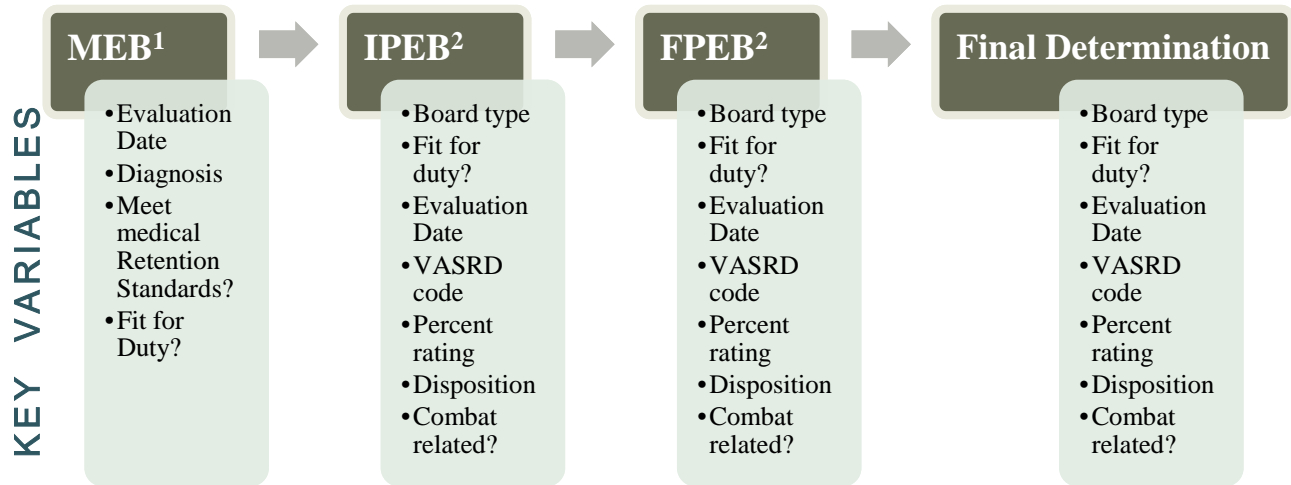 MEB¹
IPEB²
FPEB²
Final Determination
KEY VARIABLES
•Evaluation
Date
•Diagnosis
•Meet
medical
Retention
Standards?
•Fit for
Duty?
•Board type
•Fit for
duty?
•Evaluation
Date
•VASRD
code
•Percent
rating
•Disposition
•Combat
related?
•Board type
•Fit for
duty?
•Evaluation
Date
•VASRD
code
•Percent
rating
•Disposition
•Combat
related?
•Board type
•Fit for
duty?
•Evaluation
Date
•VASRD
code
•Percent
rating
•Disposition
•Combat
related?